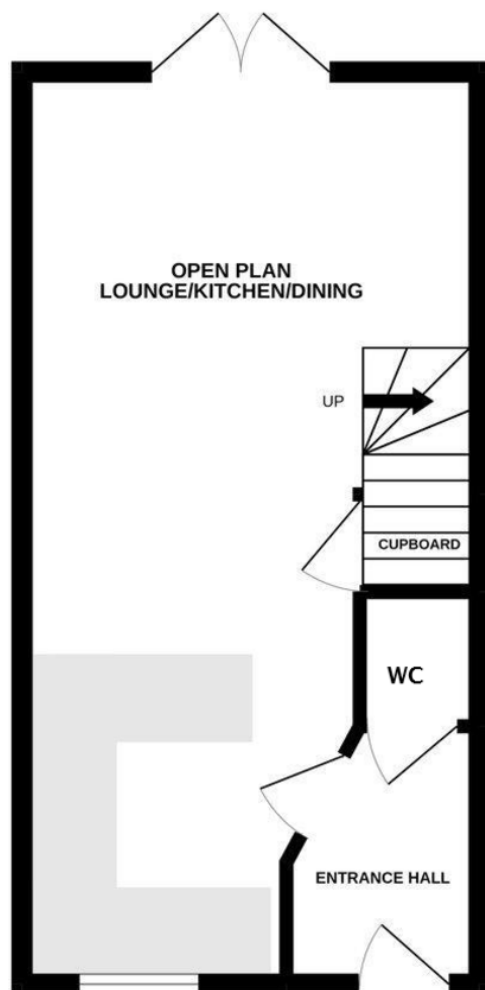 OPEN PLAN
LOUNGE/KITCHEN/DINING
UP
CUPBOARD
WC
ENTRANCE HALL